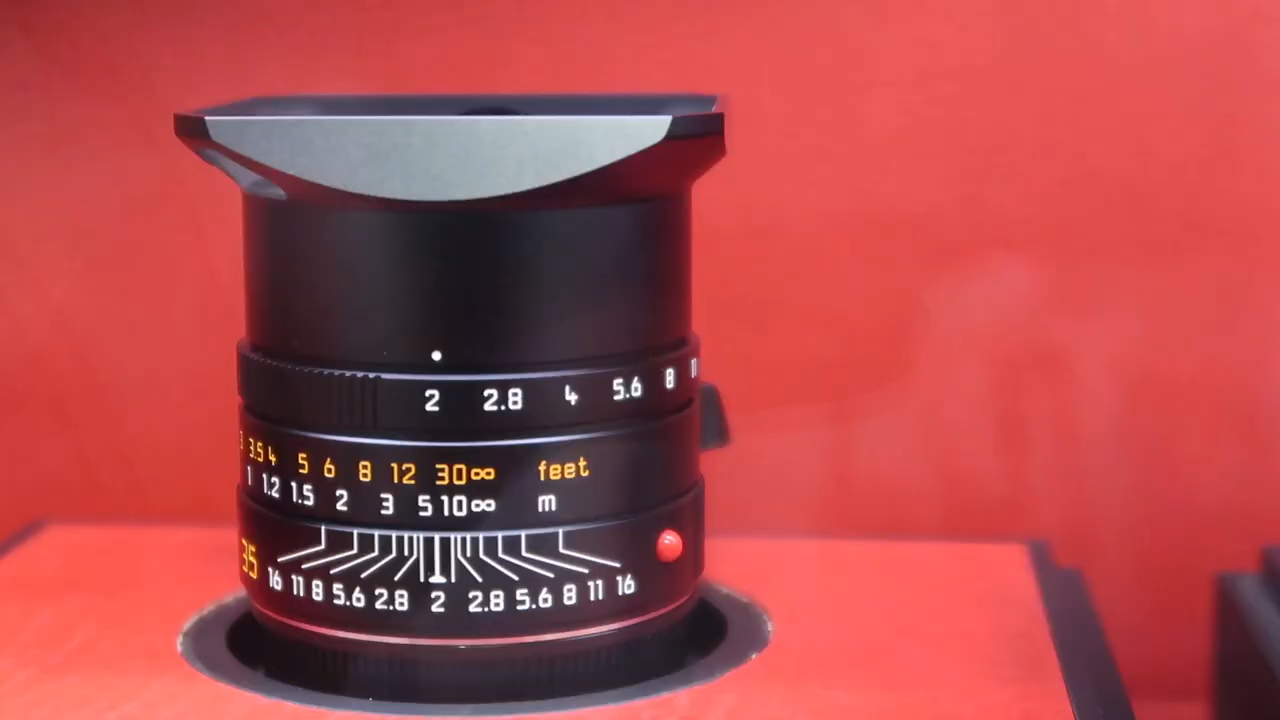 2 2.8 4 5.6 8 11
3 3.5 4 5 6 8 12 30 ∞ feet
1 1.2 1.5 2 3 5 10 ∞ m
35
16 11 8 5.6 2.8 2 2.8 5.6 8 11 16